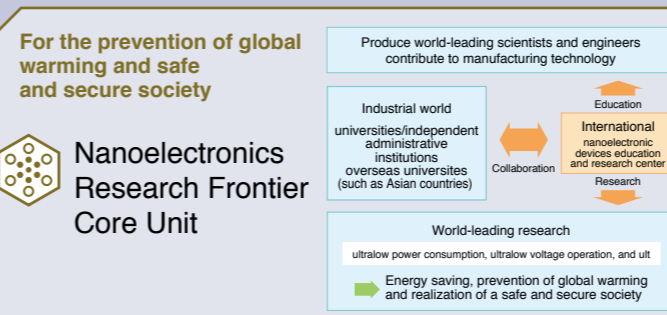 For the prevention of global
warming and safe
and secure society
Nanoelectronics
Research Frontier
Core Unit
Produce world-leading scientists and engineers
contribute to manufacturing technology
Education
Industrial world
universities/independent
administrative
institutions
overseas universites
(such as Asian countries)
Collaboration
International
nanoelectronic
devices education
and research center
Research
World-leading research
ultralow power consumption, ultralow voltage operation, and ult
Energy saving, prevention of global warming
and realization of a safe and secure society